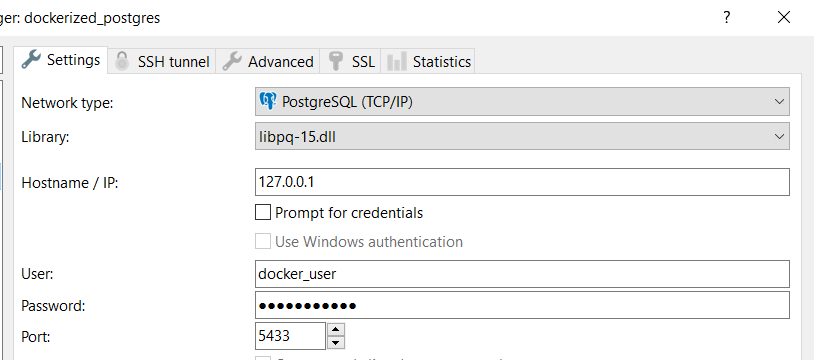 ger: dockerized_postgres
?
Settings SSH tunnel Advanced SSL Statistics
Network type: PostgreSQL (TCP/IP)
Library: libpq-15.dll
Hostname / IP: 127.0.0.1
Prompt for credentials
Use Windows authentication
User: docker_user
Password: ●●●●●●●●●●●
Port: 5433